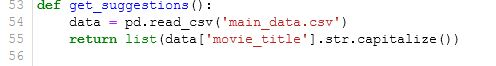 53 def get_suggestions():
54     data = pd.read_csv('main_data.csv')
55     return list(data['movie_title'].str.capitalize())
56